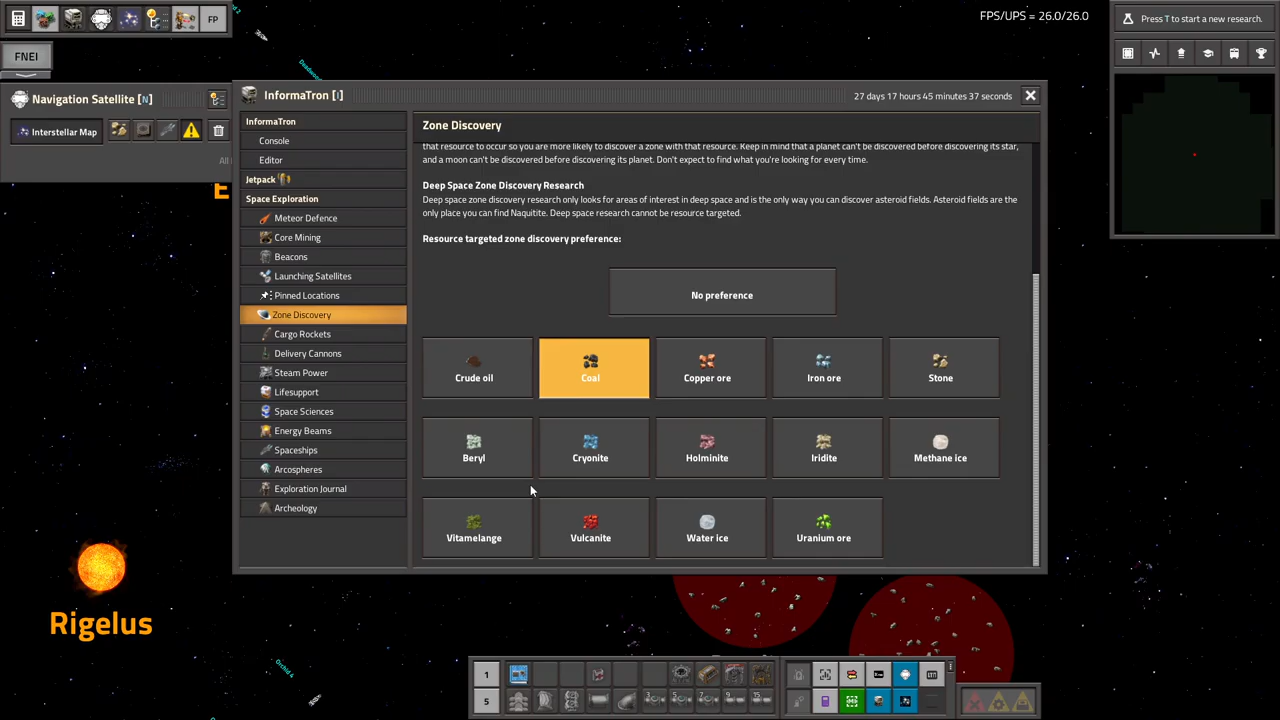 FP
FPS/UPS = 26.0/26.0
Press T to start a new research.
FNEI
Navigation Satellite [N]
Interstellar Map
InformaTron [I]
27 days 17 hours 45 minutes 37 seconds
InformaTron
Console
Editor
Jetpack
Space Exploration
Meteor Defence
Core Mining
Beacons
Launching Satellites
Pinned Locations
Zone Discovery
Cargo Rockets
Delivery Cannons
Steam Power
Lifesupport
Space Sciences
Energy Beams
Spaceships
Arcospheres
Exploration Journal
Archeology
Zone Discovery
that resource to occur so you are more likely to discover a zone with that resource. Keep in mind that a planet can't be discovered before discovering its star,
and a moon can't be discovered before discovering its planet. Don't expect to find what you're looking for every time.
Deep Space Zone Discovery Research
Deep space zone discovery research only looks for areas of interest in deep space and is the only way you can discover asteroid fields. Asteroid fields are the
only place you can find Naquitite. Deep space research cannot be resource targeted.
Resource targeted zone discovery preference:
No preference
Crude oil
Coal
Copper ore
Iron ore
Stone
Beryl
Cryonite
Holminite
Iridite
Methane ice
Vitamelange
Vulcanite
Water ice
Uranium ore
Rigelus
1
5